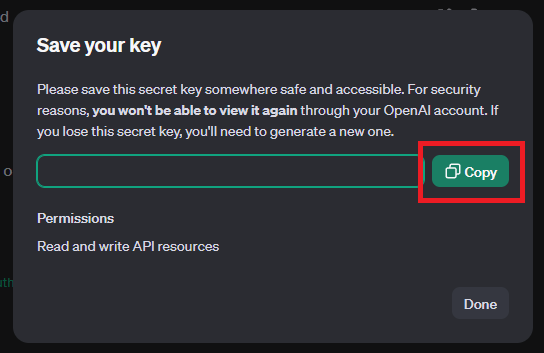 d
Save your key
Please save this secret key somewhere safe and accessible. For security
reasons, you won't be able to view it again through your OpenAI account. If
you lose this secret key, you'll need to generate a new one.
o
Copy
Permissions
Read and write API resources
uth
Done